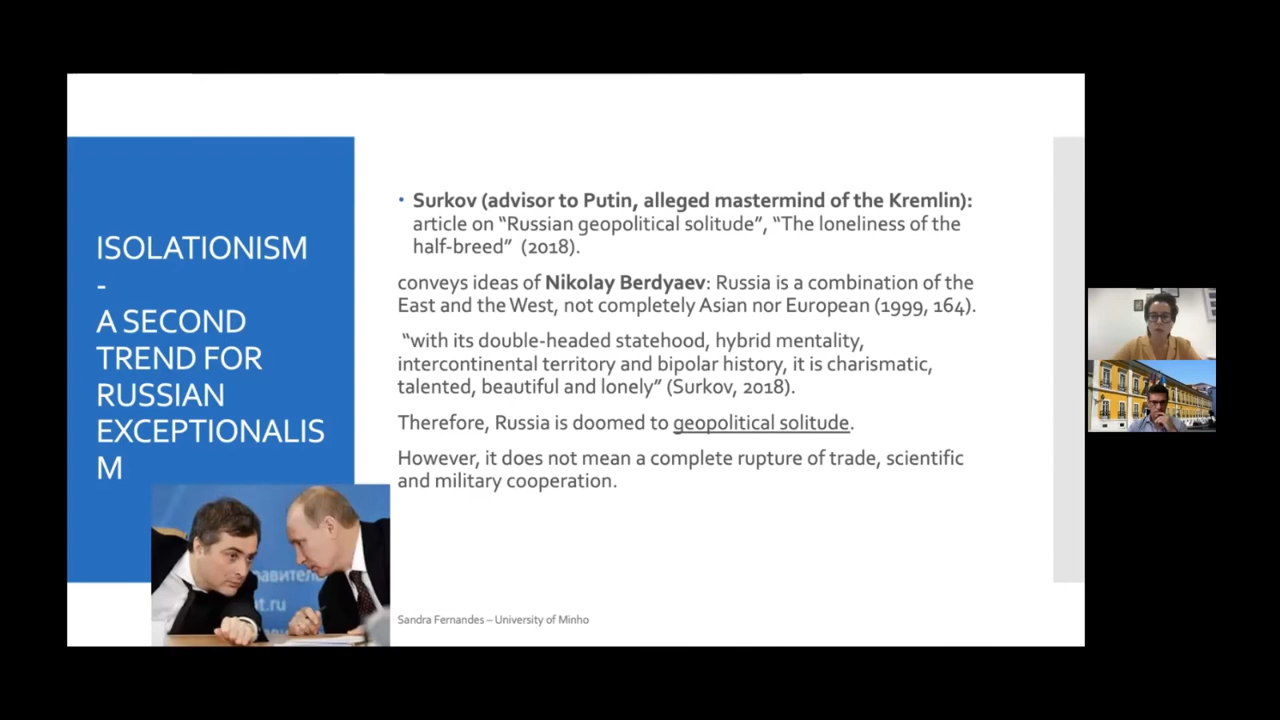 ISOLATIONISM
-
A SECOND
TREND FOR
RUSSIAN
EXCEPTIONALIS
M
• Surkov (advisor to Putin, alleged mastermind of the Kremlin):
article on “Russian geopolitical solitude”, “The loneliness of the
half-breed” (2018).
conveys ideas of Nikolay Berdyaev: Russia is a combination of the
East and the West, not completely Asian nor European (1999, 164).
“with its double-headed statehood, hybrid mentality,
intercontinental territory and bipolar history, it is charismatic,
talented, beautiful and lonely” (Surkov, 2018).
Therefore, Russia is doomed to geopolitical solitude.
However, it does not mean a complete rupture of trade, scientific
and military cooperation.
Sandra Fernandes – University of Minho